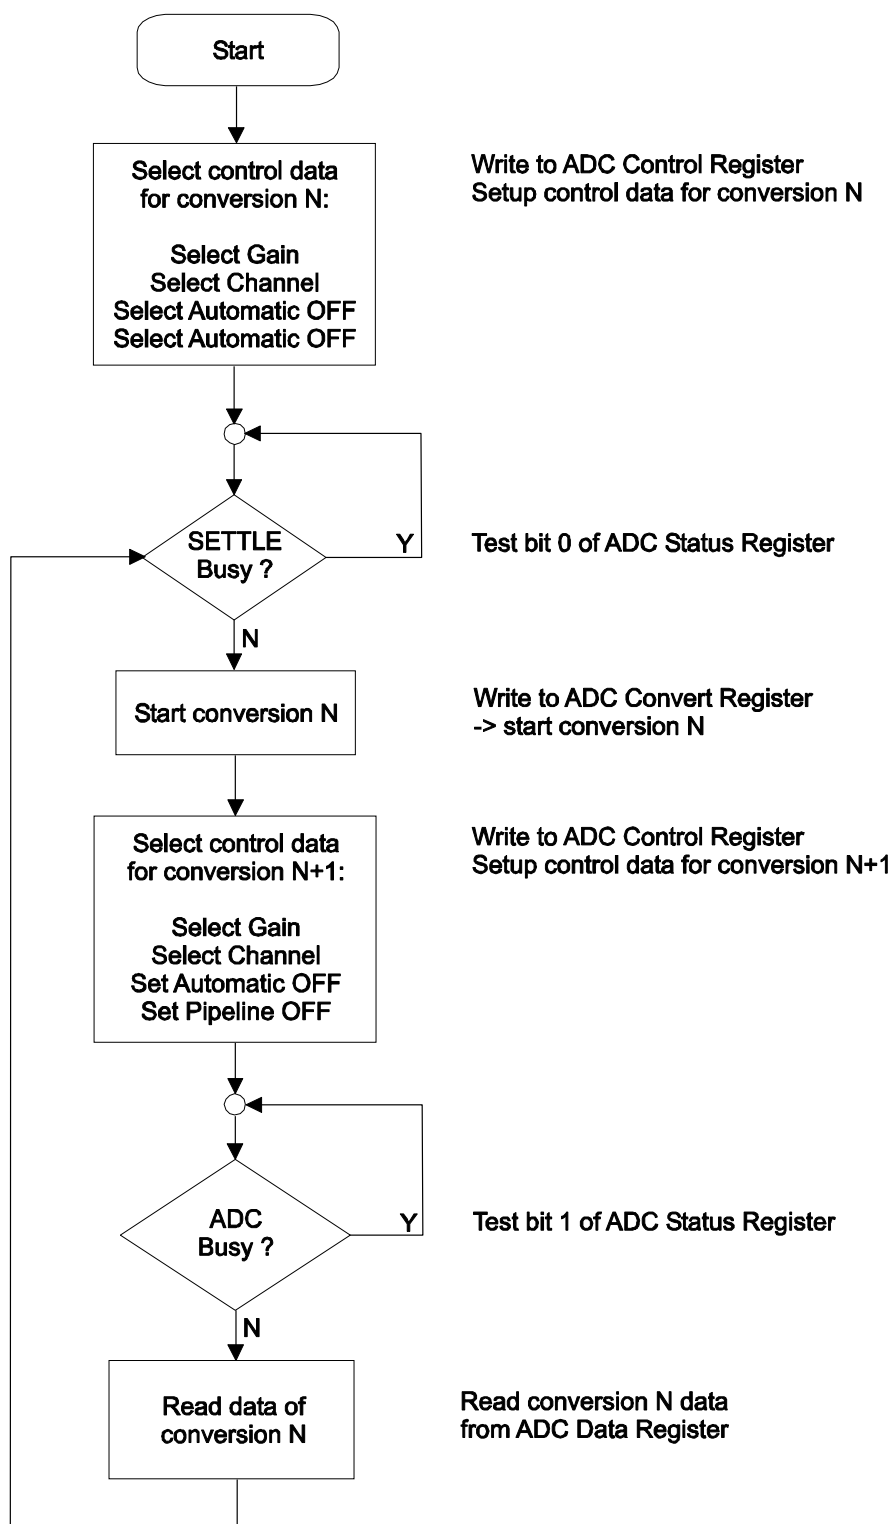 Start
Select control data
for conversion N:
Select Gain
Select Channel
Select Automatic OFF
Select Automatic OFF
Write to ADC Control Register
Setup control data for conversion N
SETTLE
Busy ?
Y
N
Test bit 0 of ADC Status Register
Start conversion N
Write to ADC Convert Register
-> start conversion N
Select control data
for conversion N+1:
Select Gain
Select Channel
Set Automatic OFF
Set Pipeline OFF
Write to ADC Control Register
Setup control data for conversion N+1
ADC
Busy ?
Y
N
Test bit 1 of ADC Status Register
Read data of
conversion N
Read conversion N data
from ADC Data Register